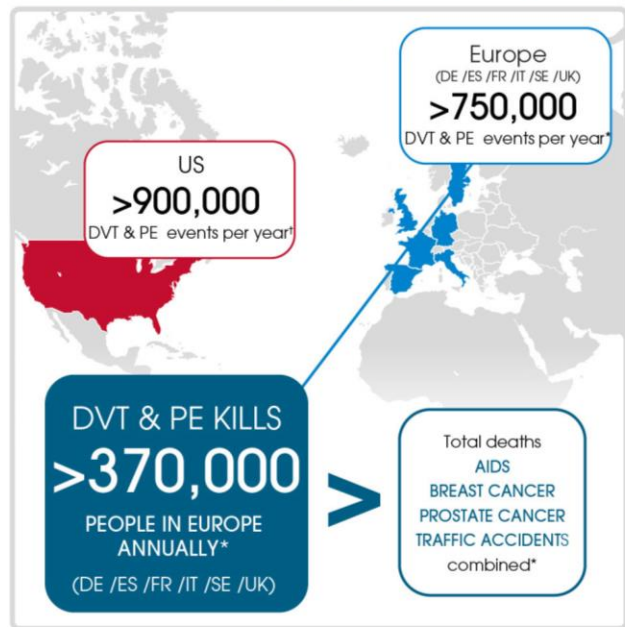 Europe
(DE /ES /FR /IT /SE /UK)
>750,000
DVT & PE events per year*
US
>900,000
DVT & PE events per year†
DVT & PE KILLS
>370,000
PEOPLE IN EUROPE
ANNUALLY*
(DE /ES /FR /IT /SE /UK)
>
Total deaths
AIDS
BREAST CANCER
PROSTATE CANCER
TRAFFIC ACCIDENTS
combined*